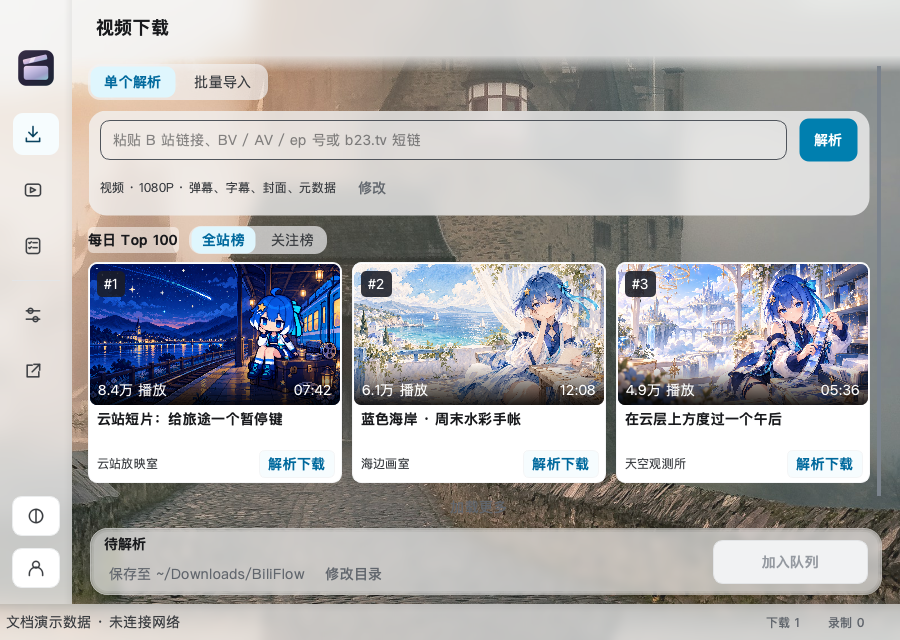 视频下载
单个解析 批量导入
粘贴 B 站链接、BV / AV / ep 号或 b23.tv 短链 解析
视频 · 1080P · 弹幕、字幕、封面、元数据 修改
每日 Top 100 全站榜 关注榜
#1 #2 #3
8.4万 播放 07:42 6.1万 播放 12:08 4.9万 播放 05:36
云站短片：给旅途一个暂停键 蓝色海岸 · 周末水彩手帐 在云层上方度过一个午后
云站放映室 解析下载 海边画室 解析下载 天空观测所 解析下载
待解析
保存至 ~/Downloads/BiliFlow 修改目录 加入队列
文档演示数据 · 未连接网络 下载 1 录制 0